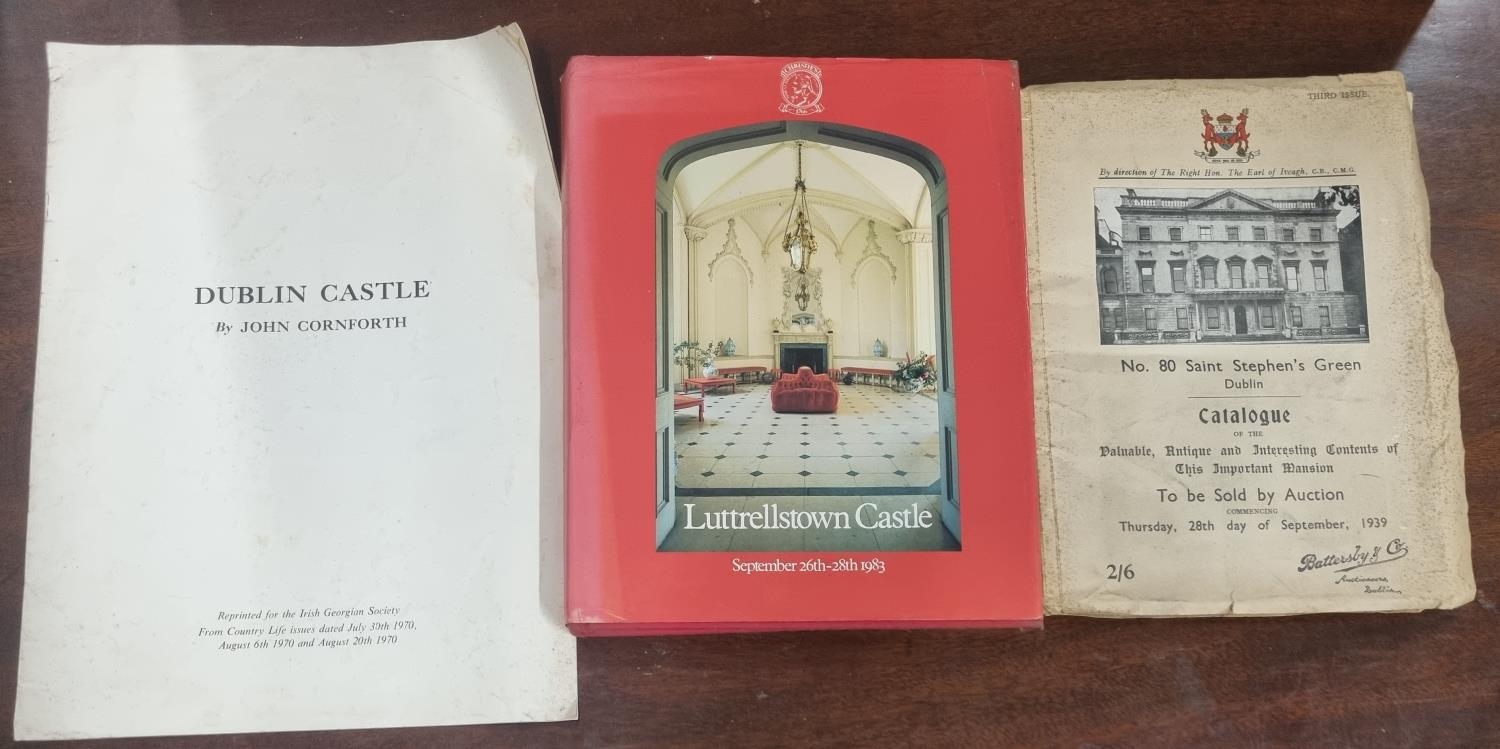 DUBLIN CASTLE
By JOHN CORNFORTH
Reprinted for the Irish Georgian Society
From Country Life issues dated July 30th 1970,
August 6th 1970 and August 20th 1970
CHRISTIE'S
1766
Luttrellstown Castle
September 26th-28th 1983
THIRD ISSUE.
By direction of The Right Hon. The Earl of Iveagh, C.B., C.M.G.
No. 80 Saint Stephen's Green
Dublin
Catalogue
OF THE
Valuable, Antique and Interesting Contents of
This Important Mansion
To be Sold by Auction
COMMENCING
Thursday, 28th day of September, 1939
2/6
Battersby & Co
Auctioneers,
Dublin.